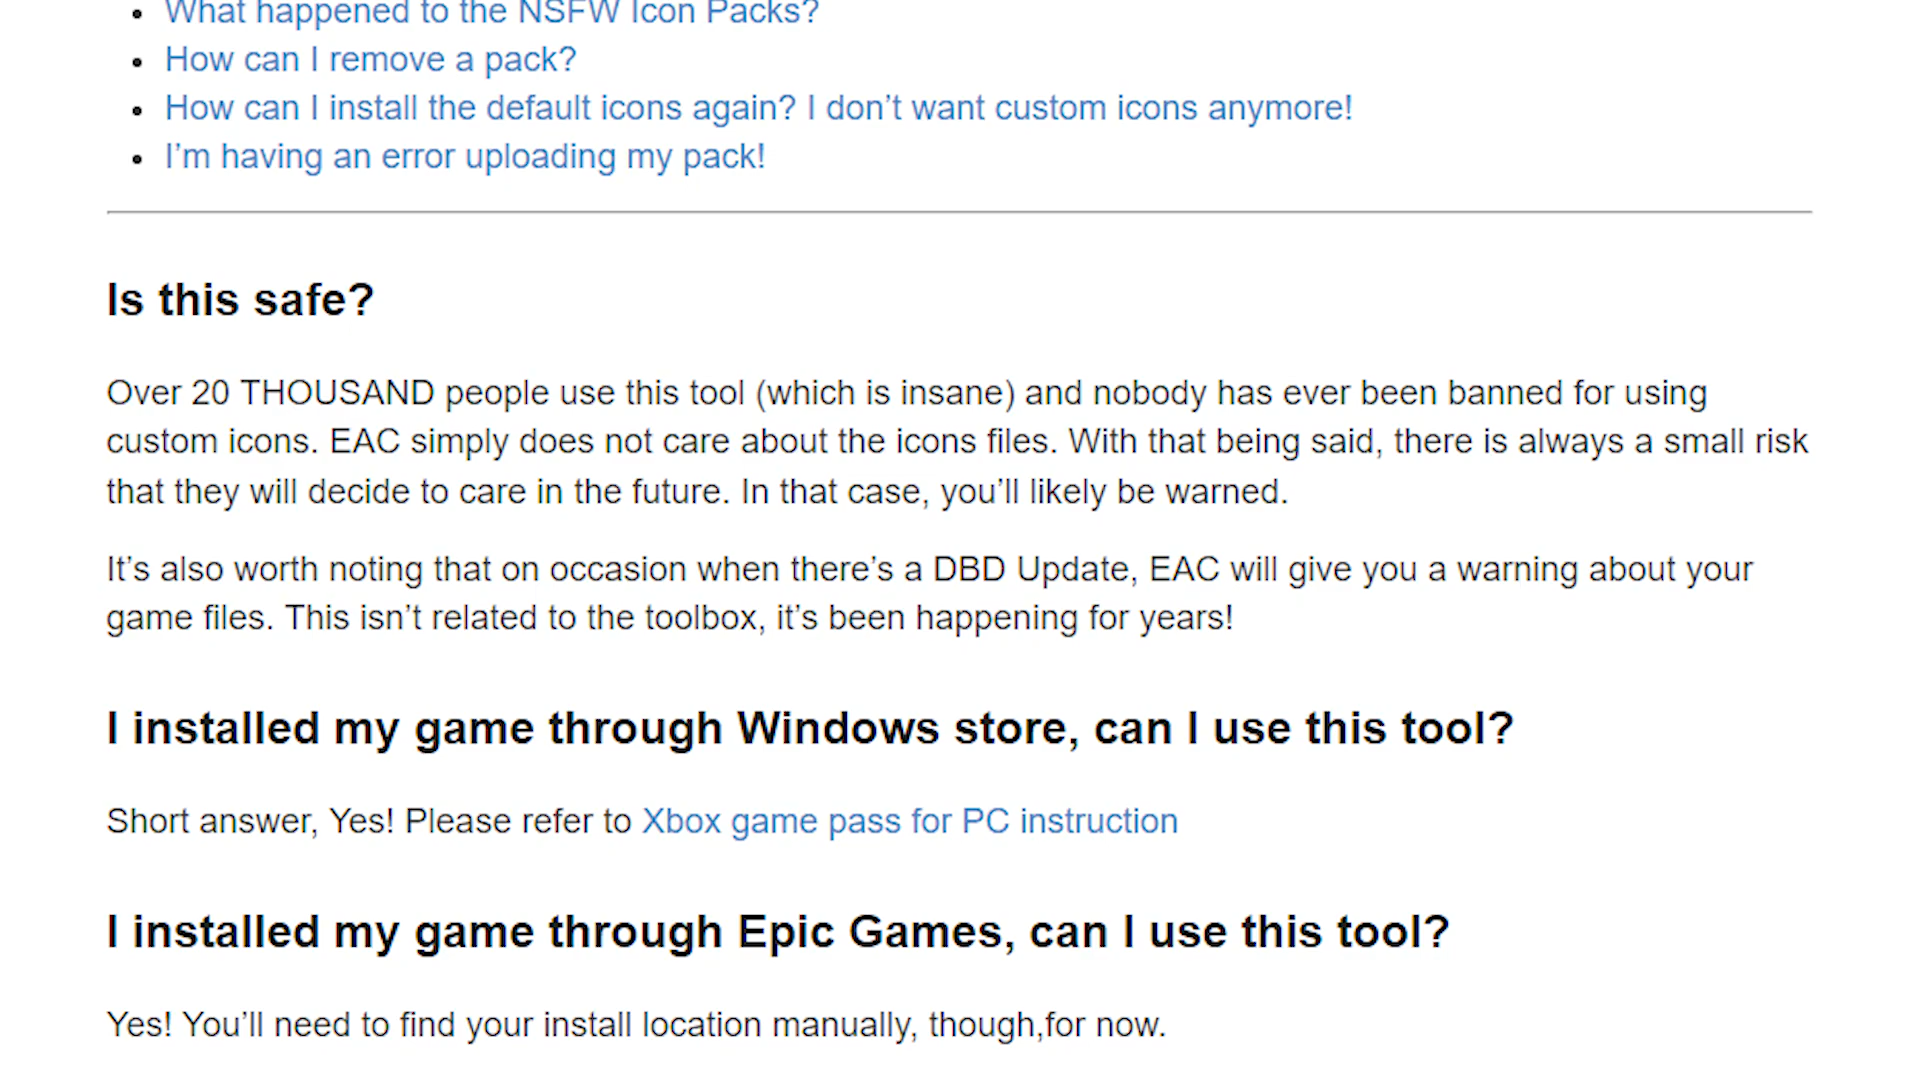 What happened to the NSFW Icon Packs?
How can I remove a pack?
How can I install the default icons again? I don’t want custom icons anymore!
I’m having an error uploading my pack!
Is this safe?
Over 20 THOUSAND people use this tool (which is insane) and nobody has ever been banned for using
custom icons. EAC simply does not care about the icons files. With that being said, there is always a small risk
that they will decide to care in the future. In that case, you’ll likely be warned.
It’s also worth noting that on occasion when there’s a DBD Update, EAC will give you a warning about your
game files. This isn’t related to the toolbox, it’s been happening for years!
I installed my game through Windows store, can I use this tool?
Short answer, Yes! Please refer to Xbox game pass for PC instruction
I installed my game through Epic Games, can I use this tool?
Yes! You’ll need to find your install location manually, though,for now.